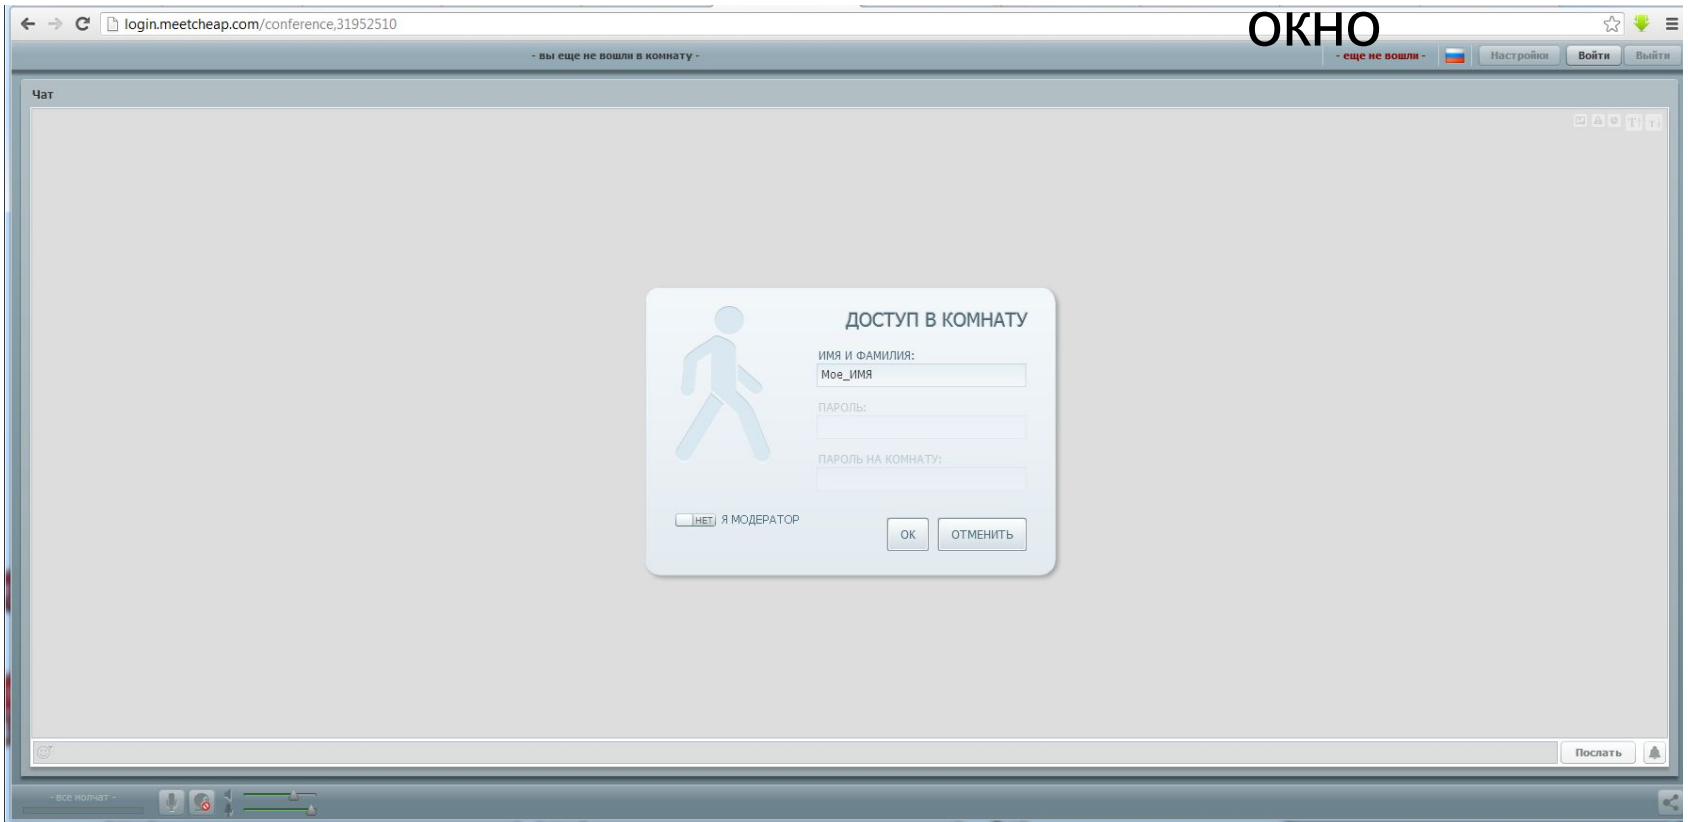 окно
login.meetcheap.com/conference,31952510
- вы еще не вошли в комнату -
- еще не вошли -
Настройки
Войти
Выйти
Чат
T↑ т↓
ДОСТУП В КОМНАТУ
ИМЯ И ФАМИЛИЯ:
Мое_ИМЯ
ПАРОЛЬ:
ПАРОЛЬ НА КОМНАТУ:
НЕТ Я МОДЕРАТОР
ОК
ОТМЕНИТЬ
Послать
- все молчат -